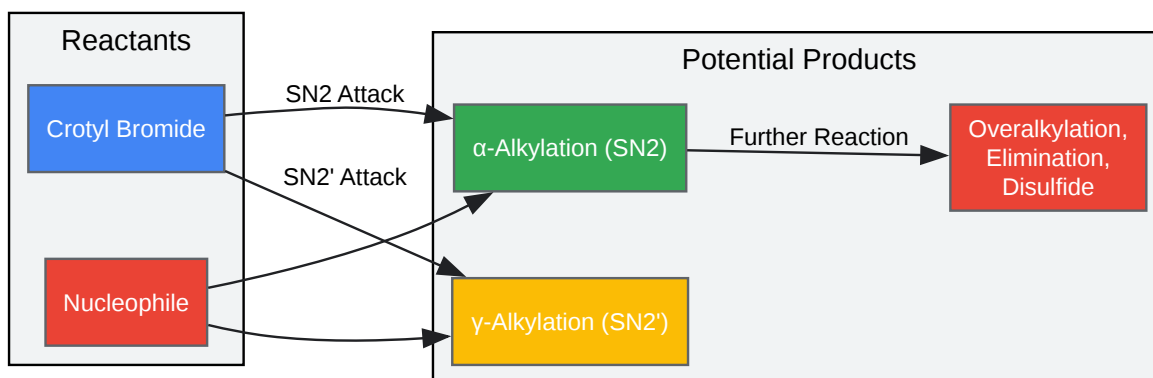 Reactants
Potential Products
SN2 Attack
Crotyl Bromide
α-Alkylation (SN2)
Further Reaction
Overalkylation,
Elimination,
Disulfide
SN2' Attack
Nucleophile
γ-Alkylation (SN2')